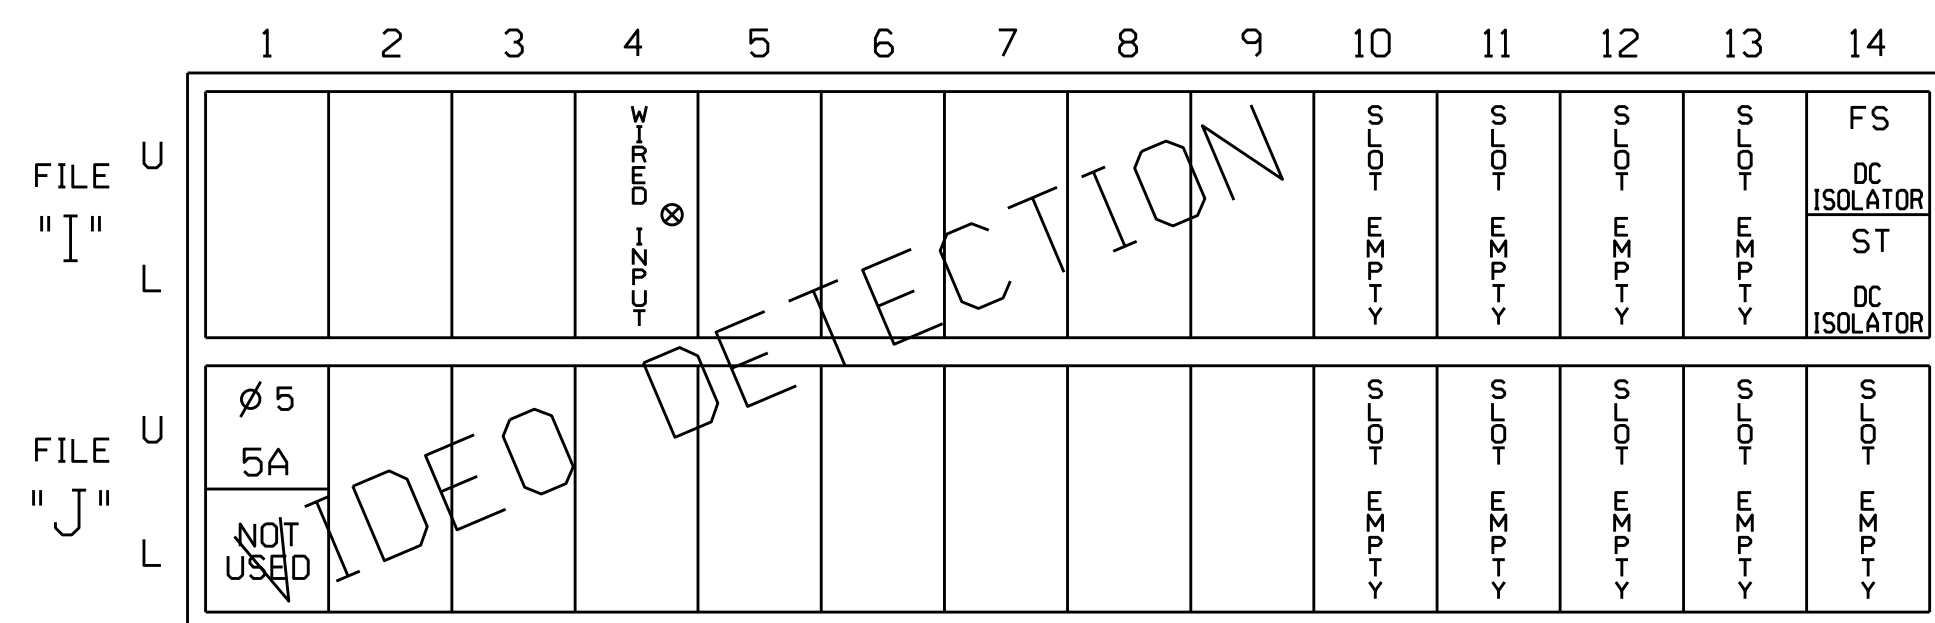 1 2 3 4 5 6 7 8 9 10 11 12 13 14
FILE "I"
U
L
WIRED INPUT
SLOT EMPTY
SLOT EMPTY
SLOT EMPTY
SLOT EMPTY
FS
DC
ISOLATOR
ST
DC
ISOLATOR
VIDEO DETECTION
FILE "J"
U
L
Ø 5
5A
NOT
USED
SLOT EMPTY
SLOT EMPTY
SLOT EMPTY
SLOT EMPTY
SLOT EMPTY